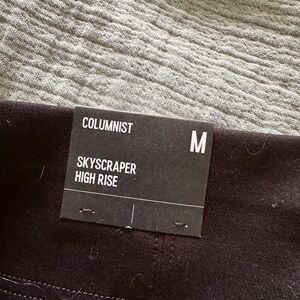 COLUMNIST
M
SKYSCRAPER
HIGH RISE